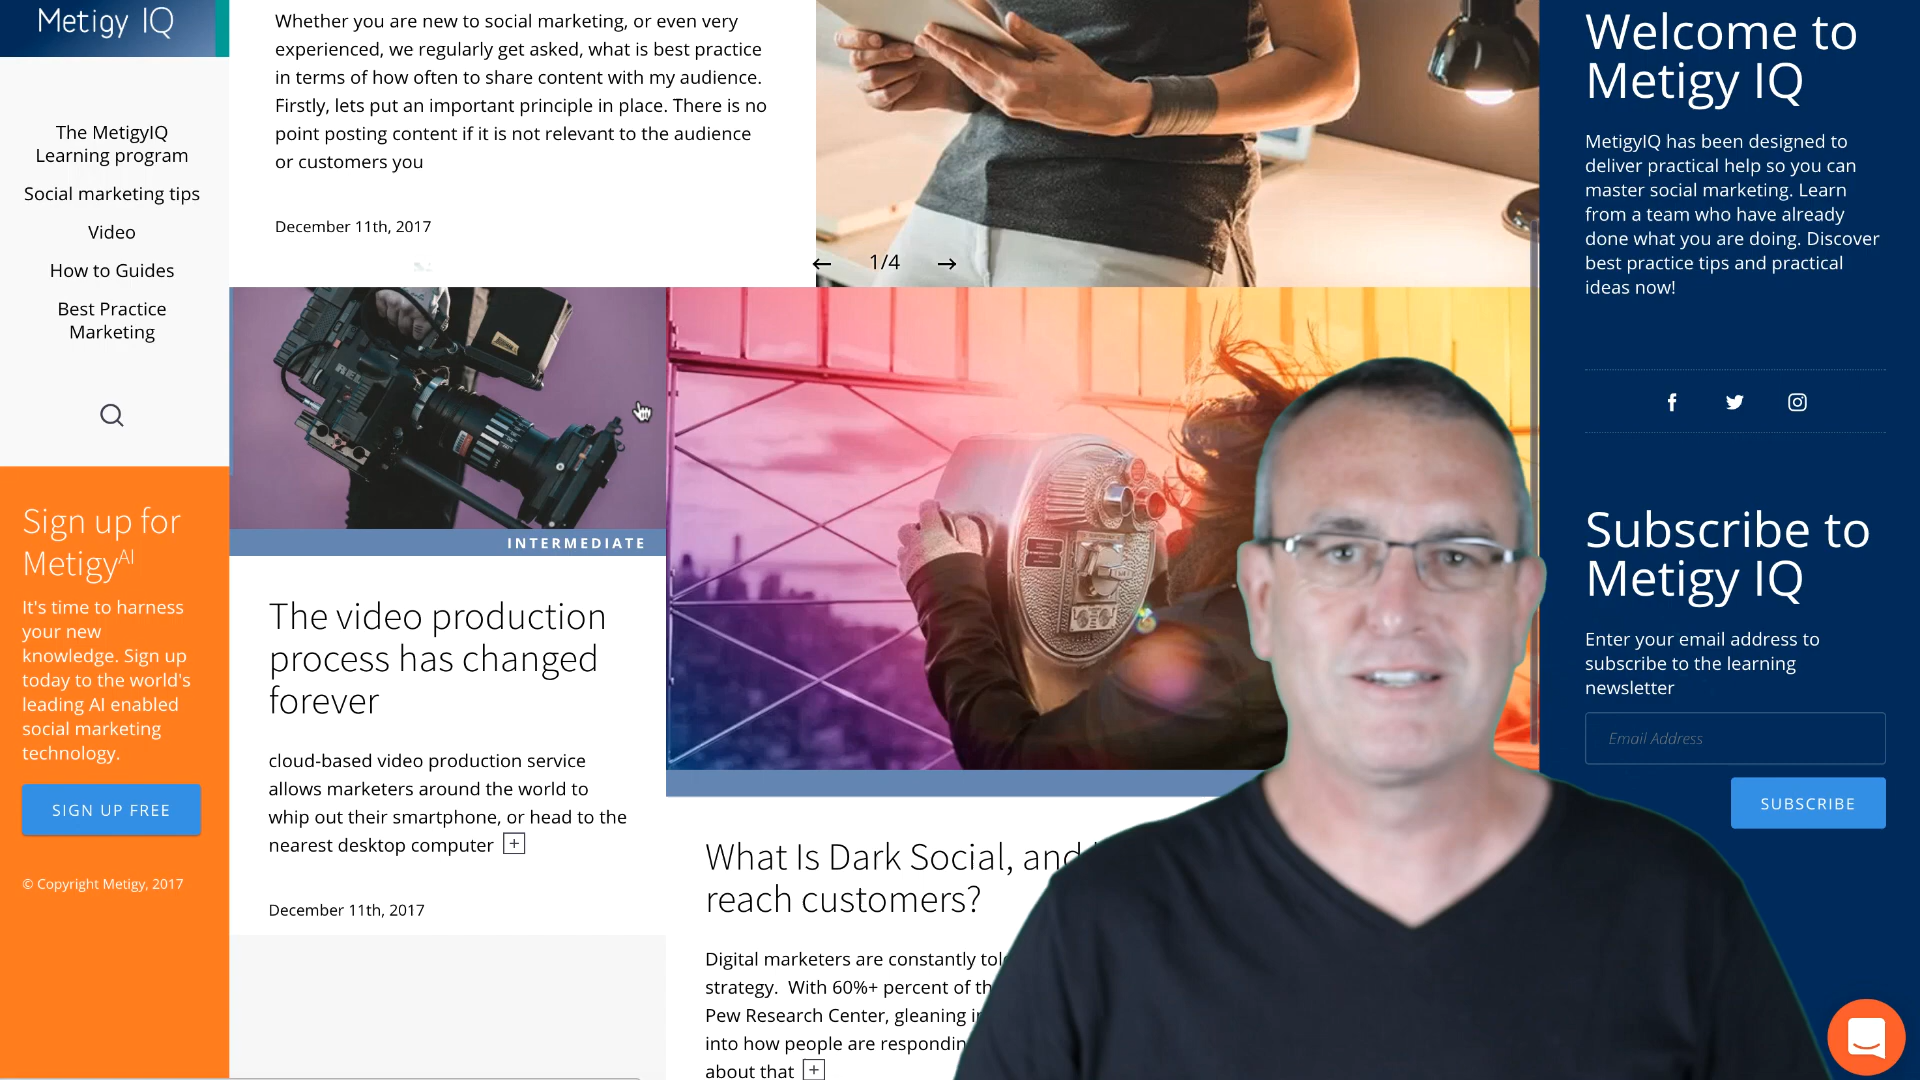 Metigy IQ
The MetigyIQ
Learning program
Social marketing tips
Video
How to Guides
Best Practice
Marketing
Sign up for
MetigyAI
It's time to harness
your new
knowledge. Sign up
today to the world's
leading AI enabled
social marketing
technology.
SIGN UP FREE
© Copyright Metigy, 2017
Whether you are new to social marketing, or even very
experienced, we regularly get asked, what is best practice
in terms of how often to share content with my audience.
Firstly, lets put an important principle in place. There is no
point posting content if it is not relevant to the audience
or customers you
December 11th, 2017
1/4
INTERMEDIATE
The video production
process has changed
forever
cloud-based video production service
allows marketers around the world to
whip out their smartphone, or head to the
nearest desktop computer
December 11th, 2017
What Is Dark Social, and
reach customers?
Digital marketers are constantly
strategy. With 60%+ percent of
Pew Research Center, gleaning
into how people are
about that
Welcome to
Metigy IQ
MetigyIQ has been designed to
deliver practical help so you can
master social marketing. Learn
from a team who have already
done what you are doing. Discover
best practice tips and practical
ideas now!
Subscribe to
Metigy IQ
Enter your email address to
subscribe to the learning
newsletter
Email Address
SUBSCRIBE